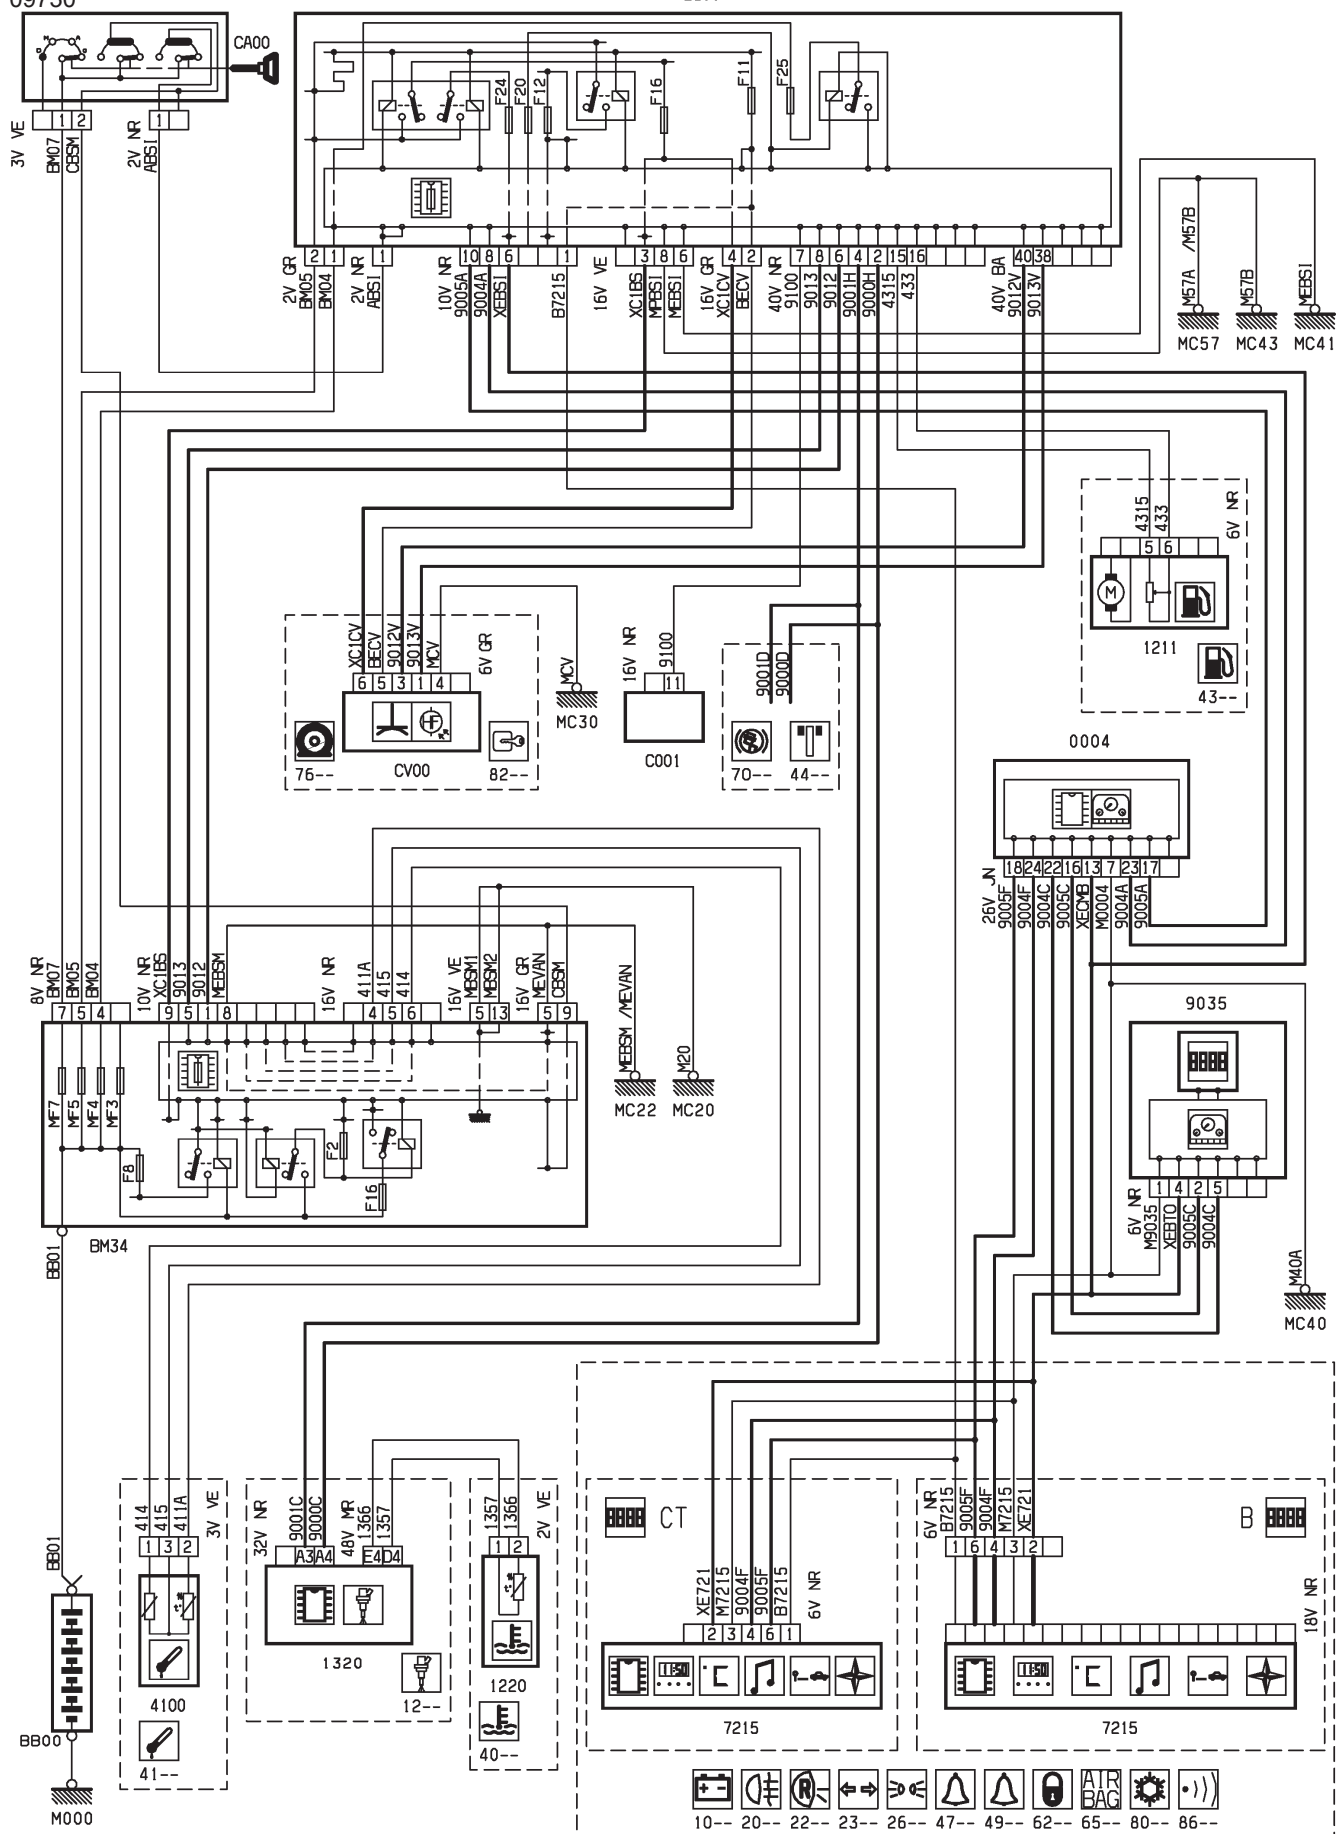 CA00
3V VE
1 2
BM07
CBSM
2V NR
1
ABSI
F24
F20
F12
F16
F11
F25
2V GR
2 1
BM05
BM04
2V NR
1
ABSI
10V NR
10 8 6
9005A
9004A
XEBSI
1
B7215
16V VE
3 8 6
XC1BS
MPBSI
MEBSI
16V GR
4 2
XC1CV
BECV
40V NR
7 8 6 4 2 15 16
9100
9013
9012
9001H
9000H
4315
433
40V BA
40 38
9012V
9013V
M57A /M57B
M57B
MEBSI
MC57
MC43
MC41
4315
433
6V NR
5 6
M
1211
43--
XC1CV
BECV
9012V
9013V
MCV
6V GR
6 5 3 1 4
HF
76--
CV00
82--
MCV
MC30
16V NR
9100
11
C001
9001D
9000D
70--
44--
0004
18 24 22 16 13 7 23 17
26V JN
9005F
9004F
9004C
9005C
XECMB
M0004
9004A
9005A
8V NR
BM07
BM05
BM04
7 5 4
10V NR
XC1BS
9013
9012
MEBSM
9 5 1 8
16V NR
411A
415
414
4 5 6
16V VE
MBSM1
MBSM2
5 13
16V GR
MEVAN
CBSM
5 9
MEBSM /MEVAN
MC22
M20
MC20
MF7
MF5
MF4
MF3
F8
F2
F16
BM34
BB01
9035
1 4 2 5
6V NR
M9035
XEBTO
9005C
9004C
M40A
MC40
BB01
BB00
M000
414
415
411A
3V VE
1 3 2
t°
4100
41--
32V NR
9001C
9000C
48V MR
1366
1357
A3 A4
E4 D4
1320
12--
1357
1366
2V VE
1 2
t°
1220
40--
CT
XE721
M7215
9004F
9005F
B7215
6V NR
2 3 4 6 1
11:50
°C
7215
6V NR
B7215
9005F
9004F
M7215
XE721
B
1 6 4 3 2
18V NR
11:50
°C
7215
R
AIR
BAG
10-- 20-- 22-- 23-- 26-- 47-- 49-- 62-- 65-- 80-- 86--